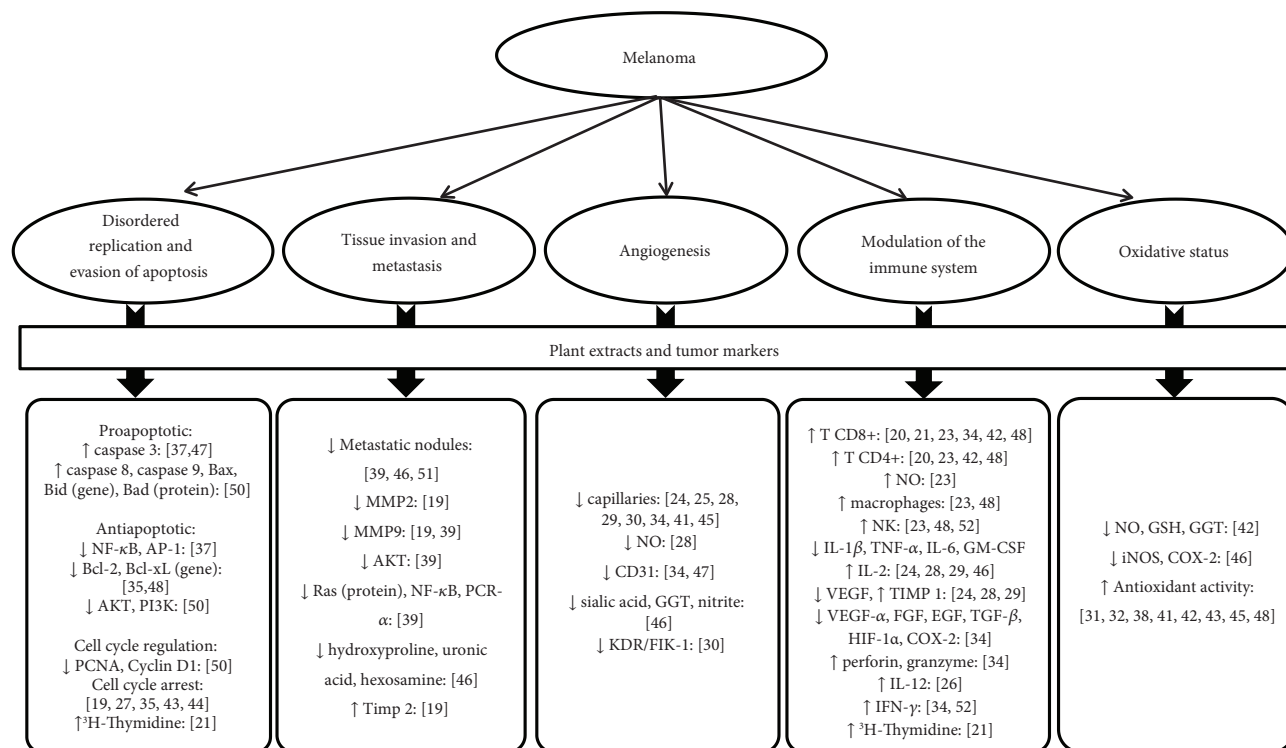 Melanoma
Disordered
replication and
evasion of apoptosis
Tissue invasion and
metastasis
Angiogenesis
Modulation of the
immune system
Oxidative status
Plant extracts and tumor markers
Proapoptotic:
↑ caspase 3: [37,47]
↑ caspase 8, caspase 9, Bax,
Bid (gene), Bad (protein): [50]
Antiapoptotic:
↓ NF-κB, AP-1: [37]
↓ Bcl-2, Bcl-xL (gene):
[35,48]
↓ AKT, PI3K: [50]
Cell cycle regulation:
↓ PCNA, Cyclin D1: [50]
Cell cycle arrest:
[19, 27, 35, 43, 44]
↑³H-Thymidine: [21]
↓ Metastatic nodules:
[39, 46, 51]
↓ MMP2: [19]
↓ MMP9: [19, 39]
↓ AKT: [39]
↓ Ras (protein), NF-κB, PCR-
α: [39]
↓ hydroxyproline, uronic
acid, hexosamine: [46]
↑ Timp 2: [19]
↓ capillaries: [24, 25, 28,
29, 30, 34, 41, 45]
↓ NO: [28]
↓ CD31: [34, 47]
↓ sialic acid, GGT, nitrite:
[46]
↓ KDR/FIK-1: [30]
↑ T CD8+: [20, 21, 23, 34, 42, 48]
↑ T CD4+: [20, 23, 42, 48]
↑ NO: [23]
↑ macrophages: [23, 48]
↑ NK: [23, 48, 52]
↓ IL-1β, TNF-α, IL-6, GM-CSF
↑ IL-2: [24, 28, 29, 46]
↓ VEGF, ↑ TIMP 1: [24, 28, 29]
↓ VEGF-α, FGF, EGF, TGF-β,
HIF-1α, COX-2: [34]
↑ perforin, granzyme: [34]
↑ IL-12: [26]
↑ IFN-γ: [34, 52]
↑ ³H-Thymidine: [21]
↓ NO, GSH, GGT: [42]
↓ iNOS, COX-2: [46]
↑ Antioxidant activity:
[31, 32, 38, 41, 42, 43, 45, 48]